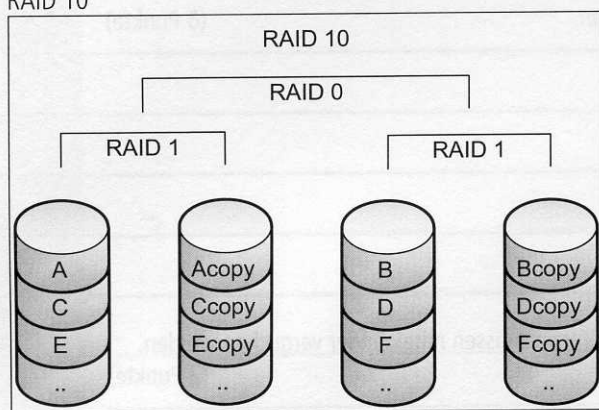 RAID 10
RAID 10
RAID 0
RAID 1 RAID 1
A Acopy B Bcopy
C Ccopy D Dcopy
E Ecopy F Fcopy
.. .. .. ..